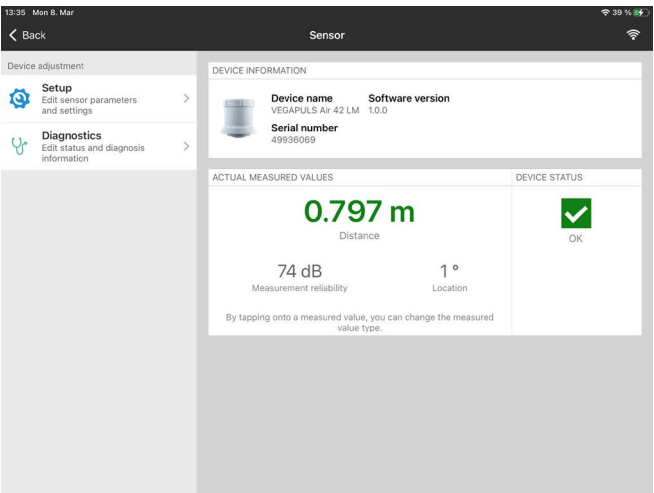 13:35 Mon 8. Mar
39 %
Back
Sensor
Device adjustment
Setup
Edit sensor parameters
and settings
Diagnostics
Edit status and diagnosis
information
DEVICE INFORMATION
Device name
VEGAPULS Air 42 LM
Software version
1.0.0
Serial number
49936069
ACTUAL MEASURED VALUES
0.797 m
Distance
74 dB
Measurement reliability
1 °
Location
By tapping onto a measured value, you can change the measured
value type.
DEVICE STATUS
OK